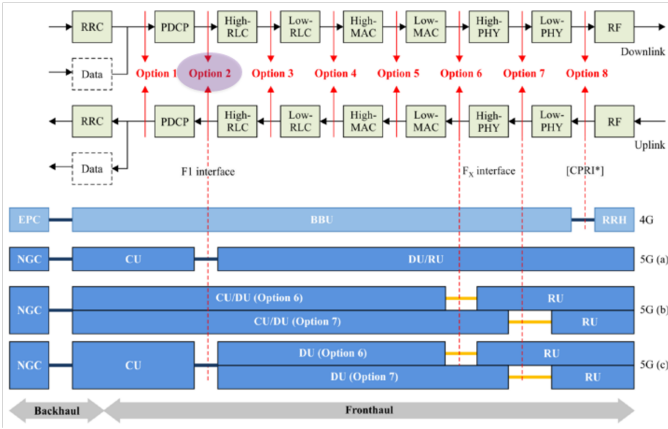 RRC PDCP High-RLC Low-RLC High-MAC Low-MAC High-PHY Low-PHY RF
Downlink
Data Option 1 Option 2 Option 3 Option 4 Option 5 Option 6 Option 7 Option 8
RRC PDCP High-RLC Low-RLC High-MAC Low-MAC High-PHY Low-PHY RF
Uplink
Data F1 interface Fx interface [CPRI*]
EPC BBU RRH 4G
NGC CU DU/RU 5G (a)
NGC CU/DU (Option 6) RU 5G (b)
CU/DU (Option 7) RU
NGC CU DU (Option 6) RU 5G (c)
DU (Option 7) RU
Backhaul Fronthaul